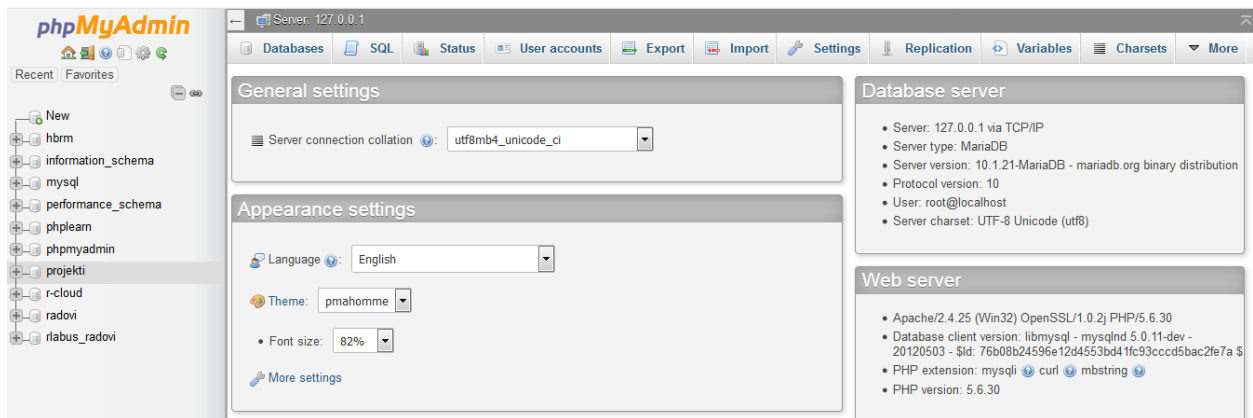 phpMyAdmin
Recent Favorites
New
hbrm
information_schema
mysql
performance_schema
phplearn
phpmyadmin
projekti
r-cloud
radovi
rlabus_radovi
Server: 127.0.0.1
Databases SQL Status User accounts Export Import Settings Replication Variables Charsets More
General settings
Server connection collation : utf8mb4_unicode_ci
Appearance settings
Language : English
Theme: pmahomme
• Font size: 82%
More settings
Database server
• Server: 127.0.0.1 via TCP/IP
• Server type: MariaDB
• Server version: 10.1.21-MariaDB - mariadb.org binary distribution
• Protocol version: 10
• User: root@localhost
• Server charset: UTF-8 Unicode (utf8)
Web server
• Apache/2.4.25 (Win32) OpenSSL/1.0.2j PHP/5.6.30
• Database client version: libmysql - mysqlnd 5.0.11-dev -
20120503 - $Id: 76b08b24596e12d4553bd41fc93cccd5bac2fe7a $
• PHP extension: mysqli curl mbstring
• PHP version: 5.6.30